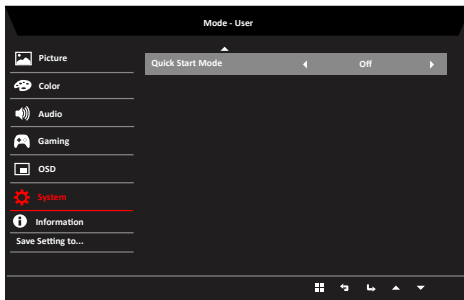 Mode - User
Picture
Quick Start Mode Off
Color
Audio
Gaming
OSD
System
Information
Save Setting to...